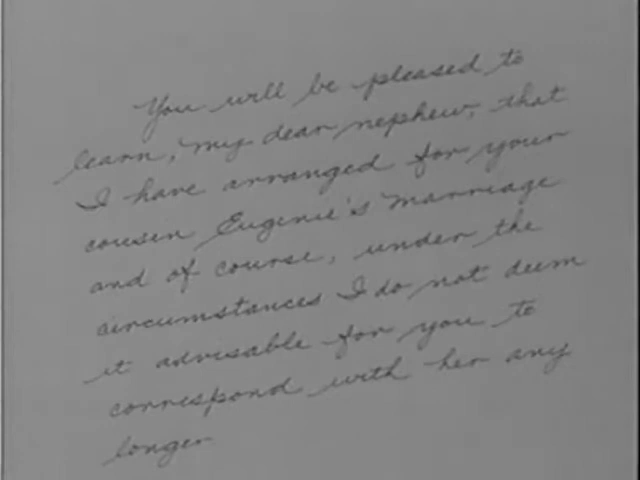 You will be pleased to
learn, my dear nephew, that
I have arranged for your
cousin Eugenie's marriage
and of course, under the
circumstances I do not deem
it advisable for you to
correspond with her any
longer